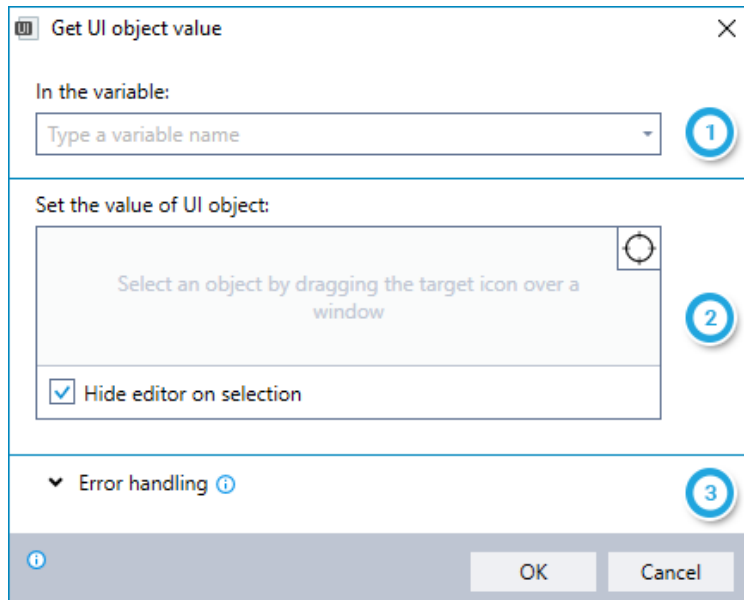 UI Get UI object value
In the variable:
Type a variable name
1
Set the value of UI object:
Select an object by dragging the target icon over a
window
2
Hide editor on selection
Error handling
3
OK Cancel